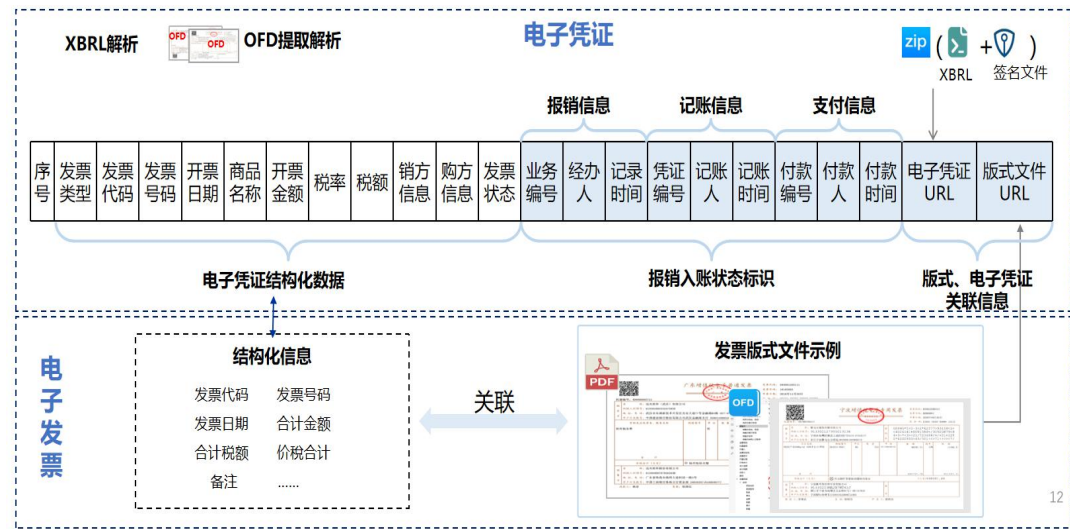 电子凭证
XBRL解析
OFD
OFD
OFD提取解析
zip
(
+
)
XBRL
签名文件
报销信息
记账信息
支付信息
序号
发票类型
发票代码
发票号码
开票日期
商品名称
开票金额
税率
税额
销方信息
购方信息
发票状态
业务编号
经办人
记录时间
凭证编号
记账人
记账时间
付款编号
付款人
付款时间
电子凭证
URL
版式文件
URL
电子凭证结构化数据
报销入账状态标识
版式、电子凭证
关联信息
电子发票
结构化信息
发票代码 发票号码
发票日期 合计金额
合计税额 价税合计
备注 ......
关联
发票版式文件示例
PDF
OFD
12